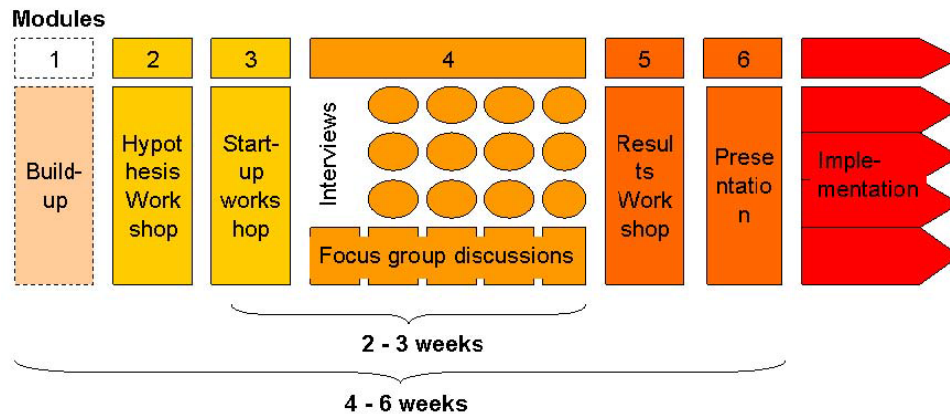 Modules
1
2
3
4
5
6
Build-
up
Hypot
hesis
Work
shop
Start-
up
works
hop
Interviews
Focus group discussions
Resul
ts
Work
shop
Prese
ntatio
n
Imple-
mentation
2 - 3 weeks
4 - 6 weeks